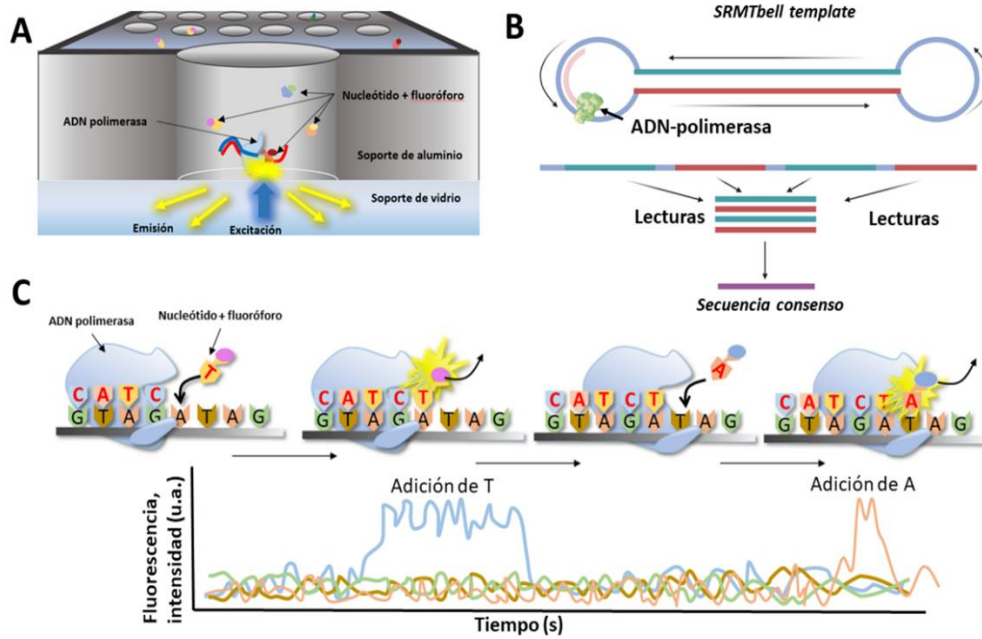 A
Nucleótido + fluoróforo
ADN polimerasa
Soporte de aluminio
Soporte de vidrio
Emisión
Excitación
B
SRMTbell template
ADN-polimerasa
Lecturas
Lecturas
Secuencia consenso
C
ADN polimerasa
Nucleótido + fluoróforo
T
C A T C
G T A G A T A G
C A T C T
G T A G A T A G
A
C A T C T
G T A G A T A G
C A T C T A
G T A G A T A G
Adición de T
Adición de A
Fluorescencia,
intensidad (u.a.)
Tiempo (s)